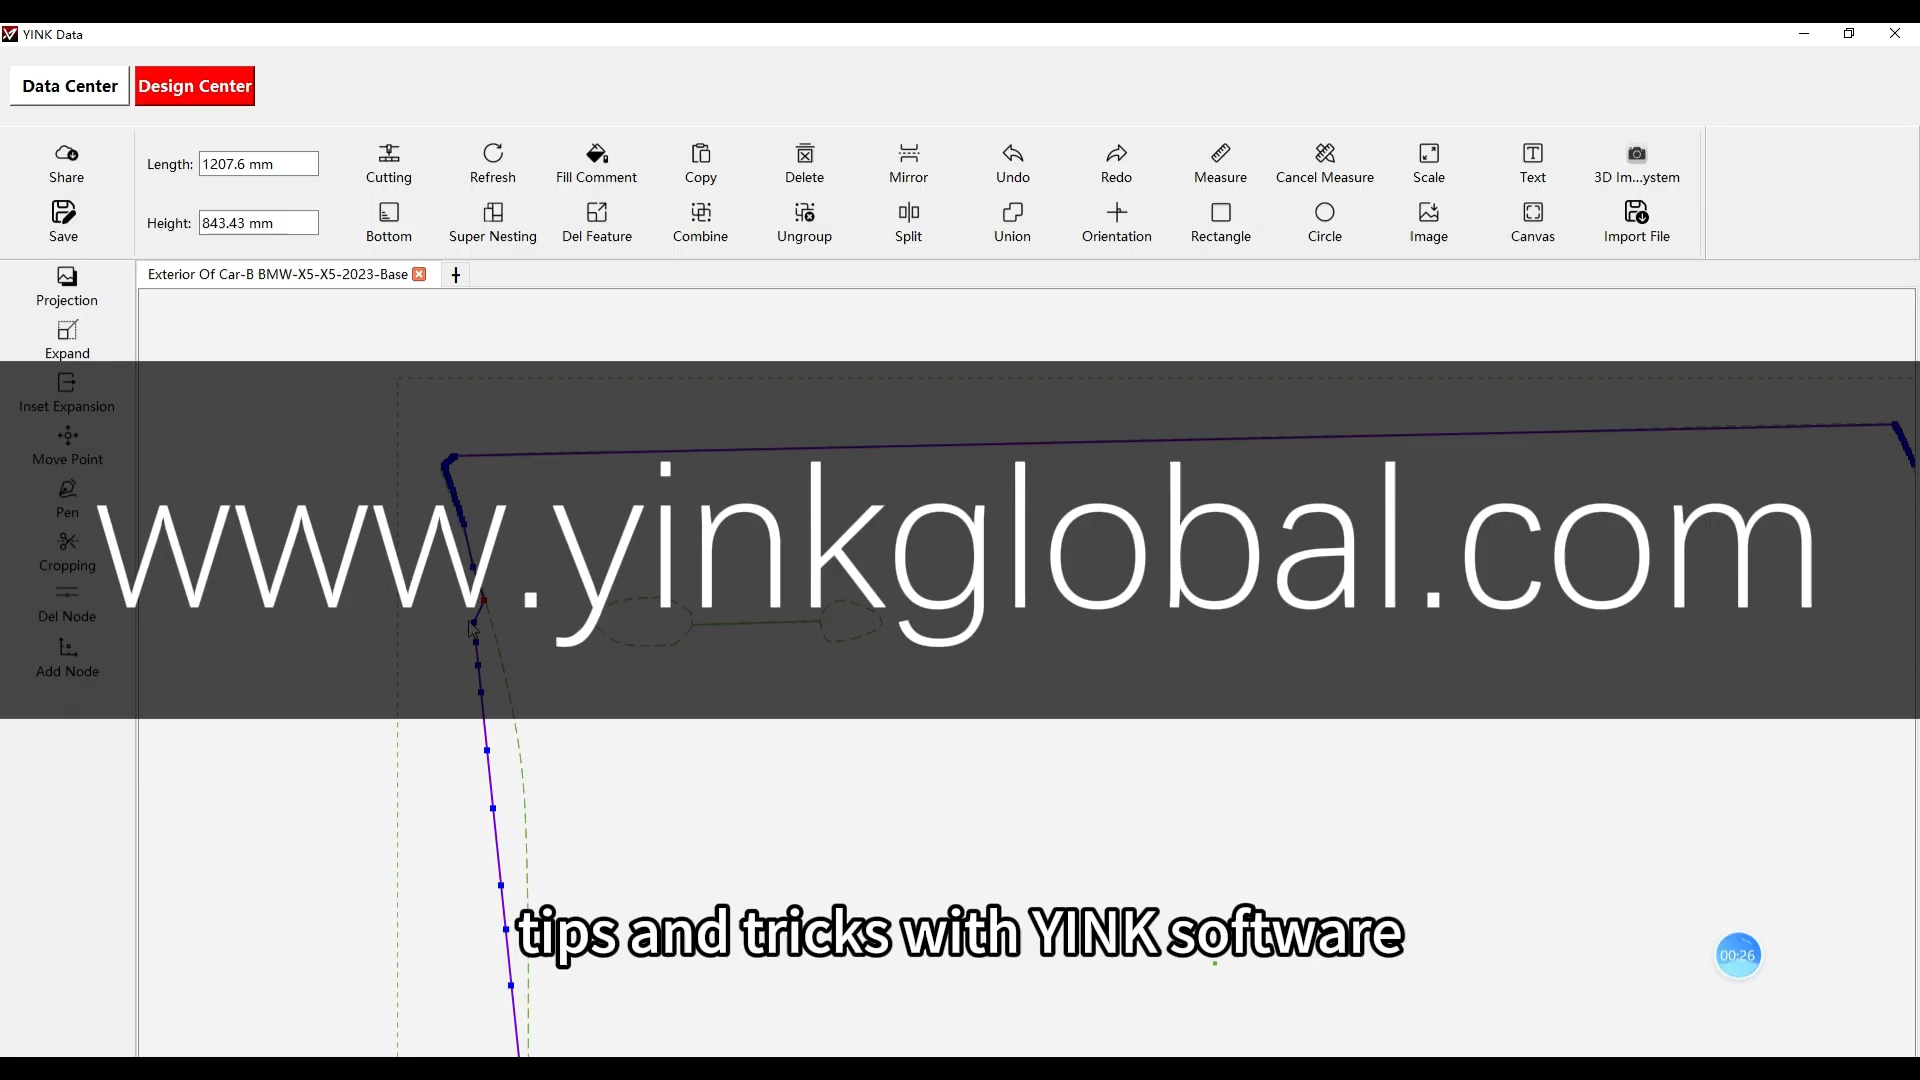 YINK Data
Data Center
Design Center
Share
Length: 1207.6 mm
Cutting
Refresh
Fill Comment
Copy
Delete
Mirror
Undo
Redo
Measure
Cancel Measure
Scale
Text
3D Im...ystem
Save
Height: 843.43 mm
Bottom
Super Nesting
Del Feature
Combine
Ungroup
Split
Union
Orientation
Rectangle
Circle
Image
Canvas
Import File
Exterior Of Car-B BMW-X5-X5-2023-Base
Projection
Expand
Inset Expansion
Move Point
Pen
Cropping
Del Node
Add Node
www.yinkglobal.com
tips and tricks with YINK software
00:26